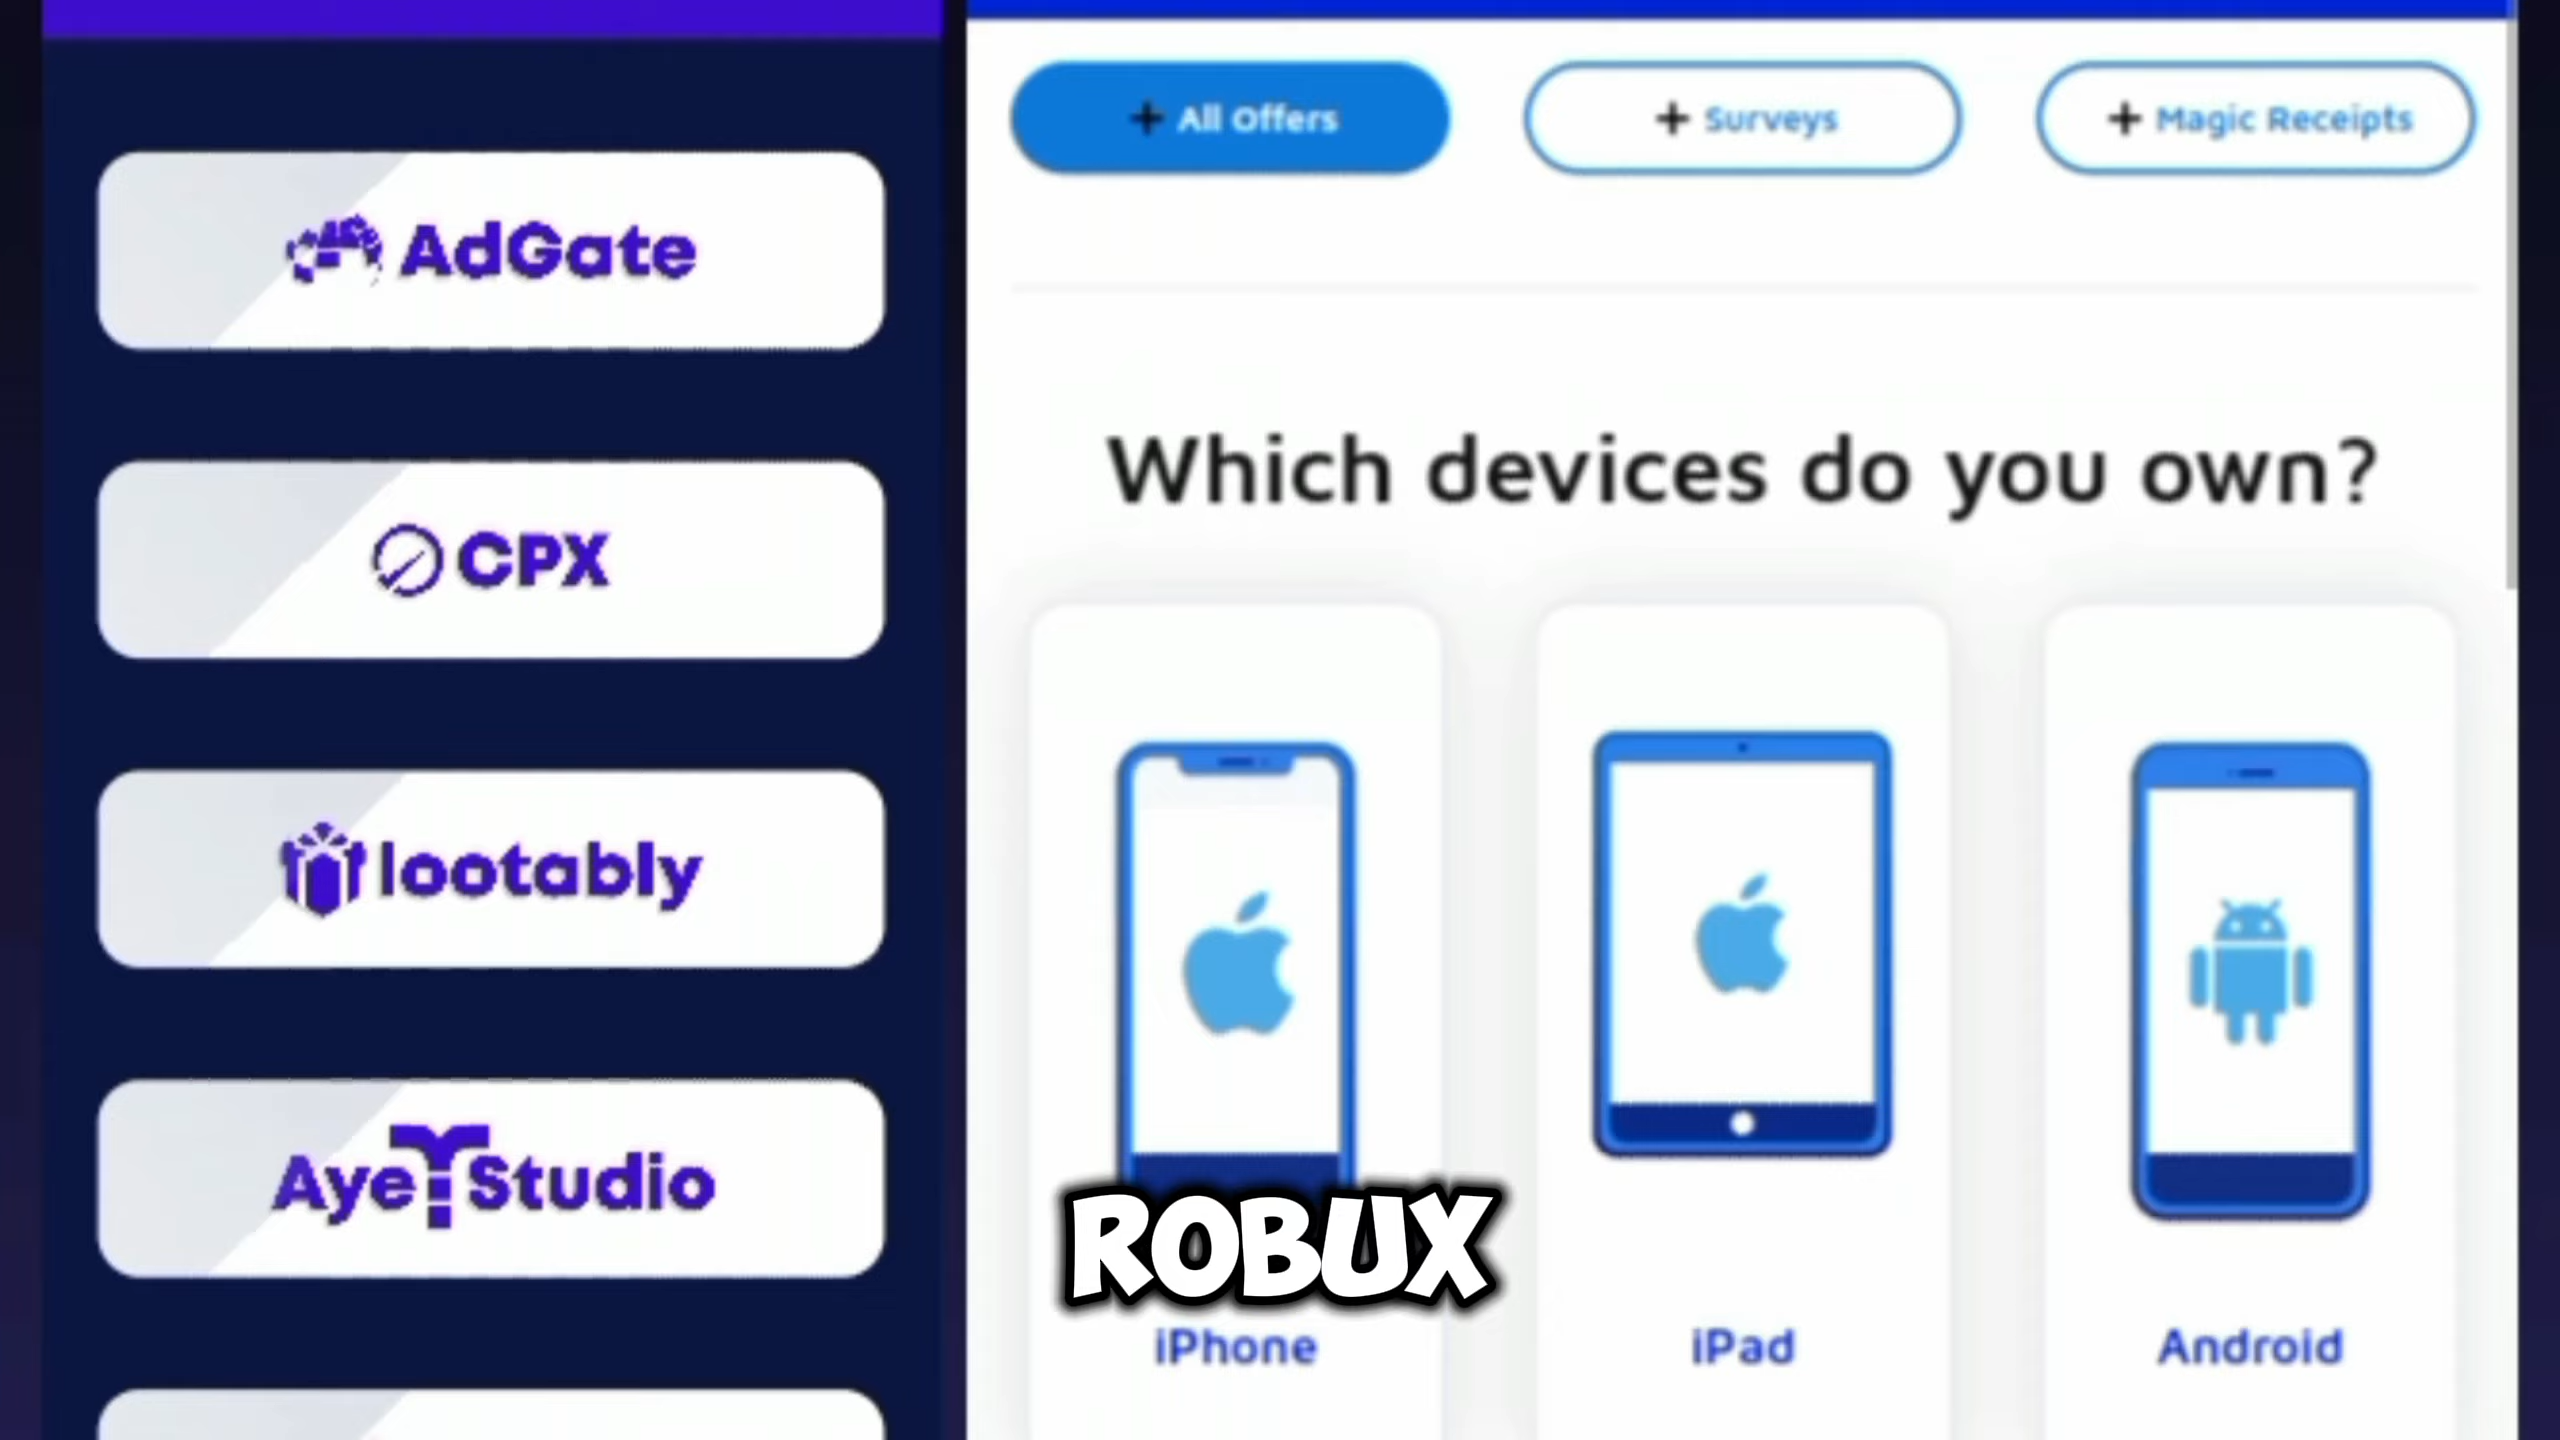 AdGate
CPX
lootably
AyeT Studio
+ All Offers
+ Surveys
+ Magic Receipts
Which devices do you own?
ROBUX
iPhone
iPad
Android